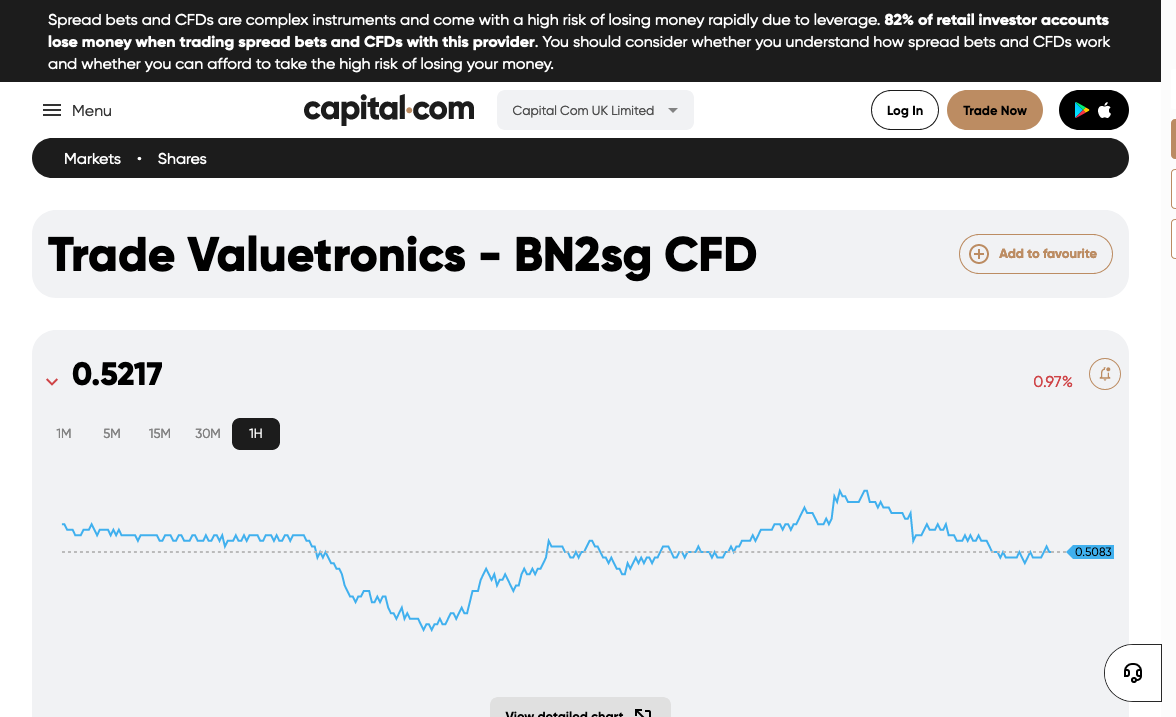 Spread bets and CFDs are complex instruments and come with a high risk of losing money rapidly due to leverage. 82% of retail investor accounts
lose money when trading spread bets and CFDs with this provider. You should consider whether you understand how spread bets and CFDs work
and whether you can afford to take the high risk of losing your money.
Menu
capital.com
Capital Com UK Limited
Log In
Trade Now
Markets • Shares
Trade Valuetronics - BN2sg CFD
Add to favourite
0.5217
0.97%
1M 5M 15M 30M 1H
0.5083
View detailed chart